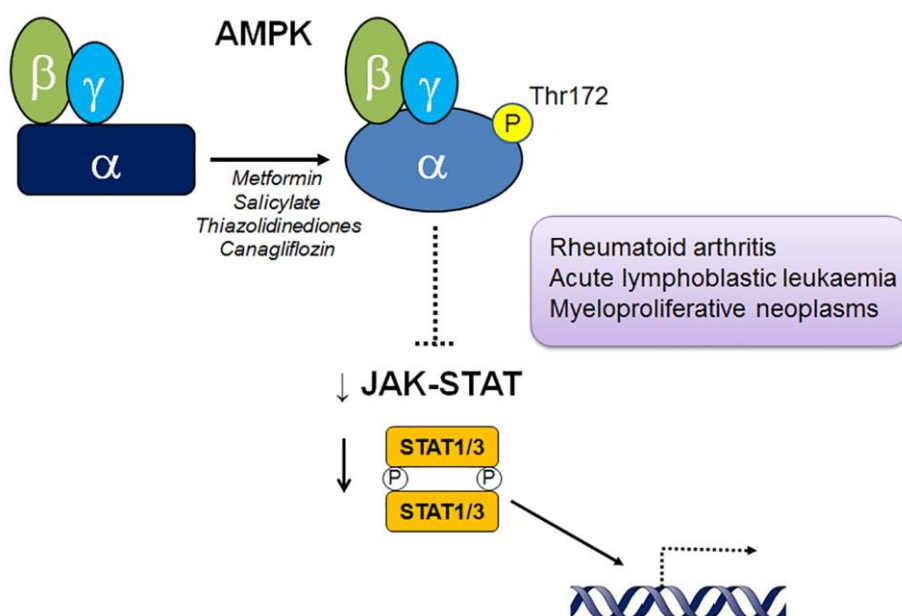 AMPK
β
γ
α
β
γ
α
P
Thr172
Metformin
Salicylate
Thiazolidinediones
Canagliflozin
Rheumatoid arthritis
Acute lymphoblastic leukaemia
Myeloproliferative neoplasms
↓ JAK-STAT
STAT1/3
P P
STAT1/3